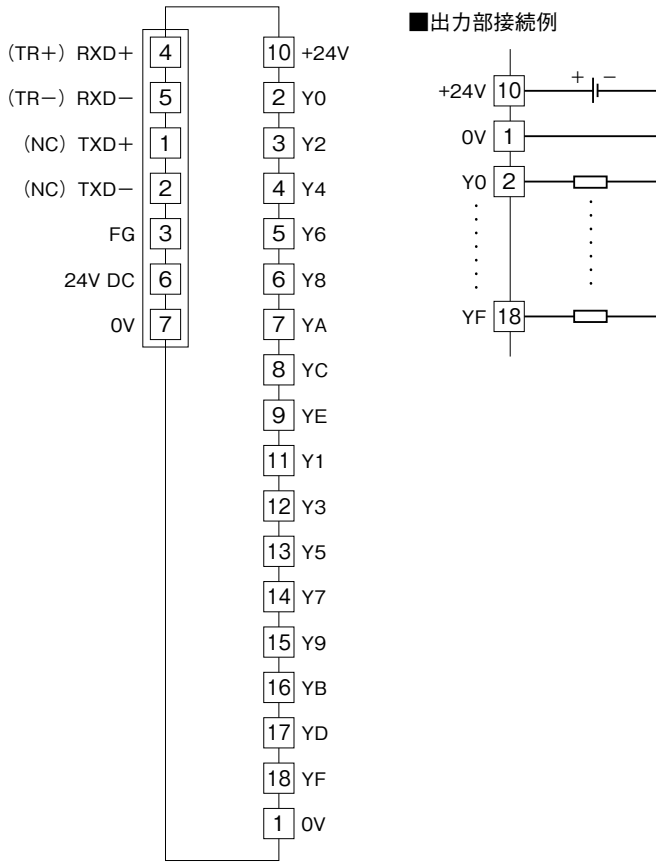 (TR+) RXD+ 4
(TR−) RXD− 5
(NC) TXD+ 1
(NC) TXD− 2
FG 3
24V DC 6
0V 7
10 +24V
2 Y0
3 Y2
4 Y4
5 Y6
6 Y8
7 YA
8 YC
9 YE
11 Y1
12 Y3
13 Y5
14 Y7
15 Y9
16 YB
17 YD
18 YF
1 0V
■出力部接続例
+24V 10 + −
0V 1
Y0 2
YF 18